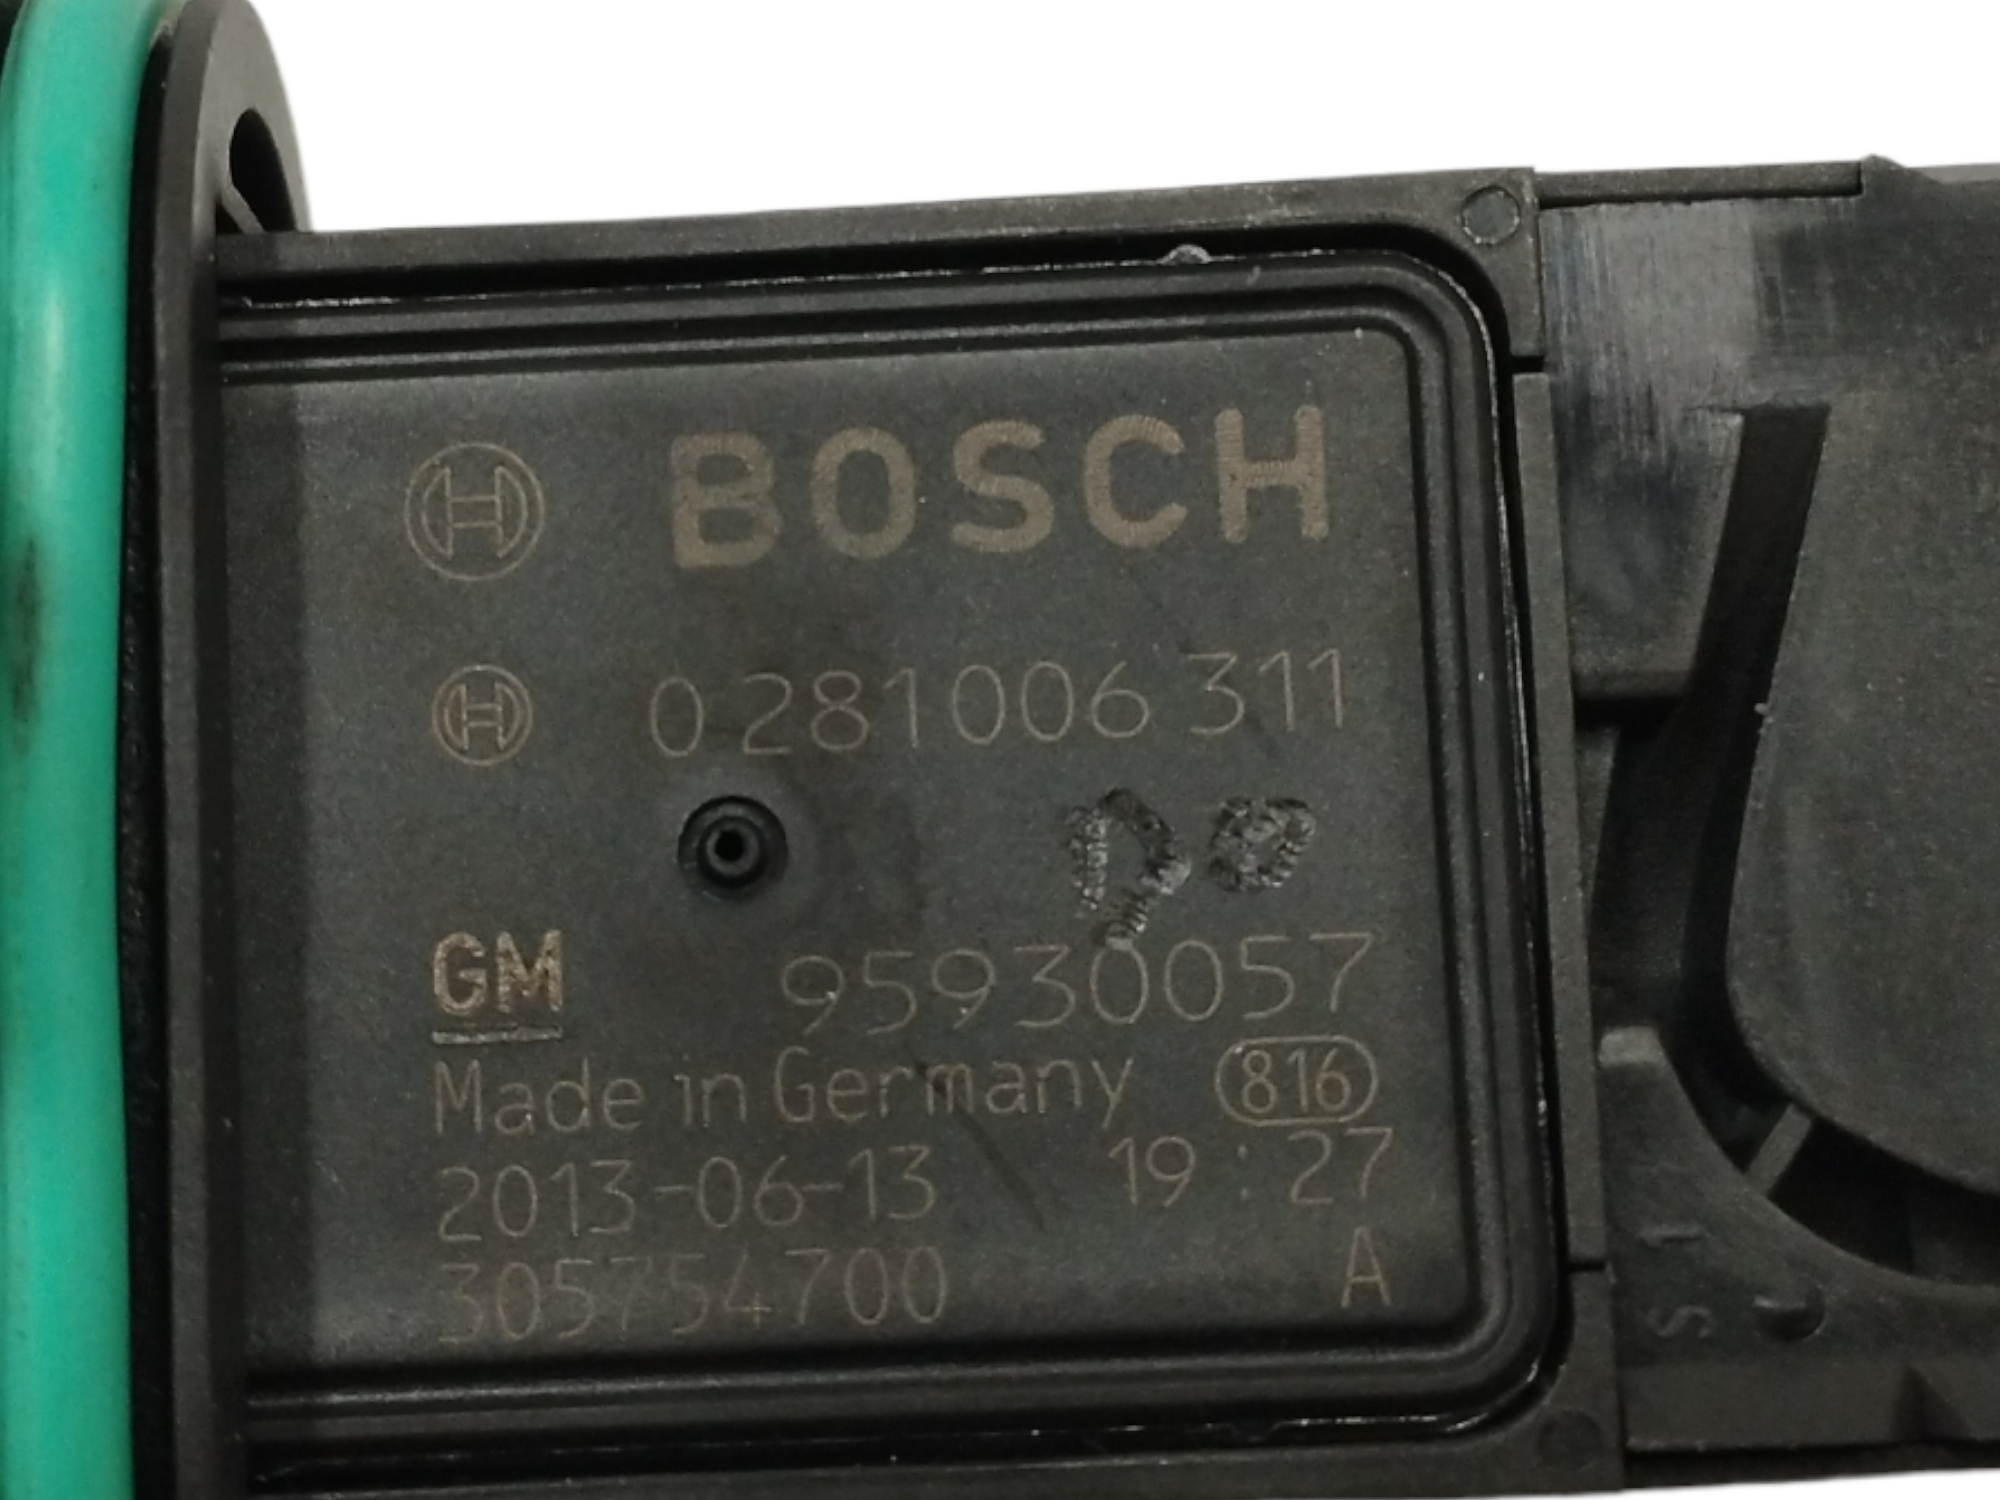 BOSCH
0 281 006 311
GM 95930057
Made in Germany 816
2013-06-13 19:27
305754700 A